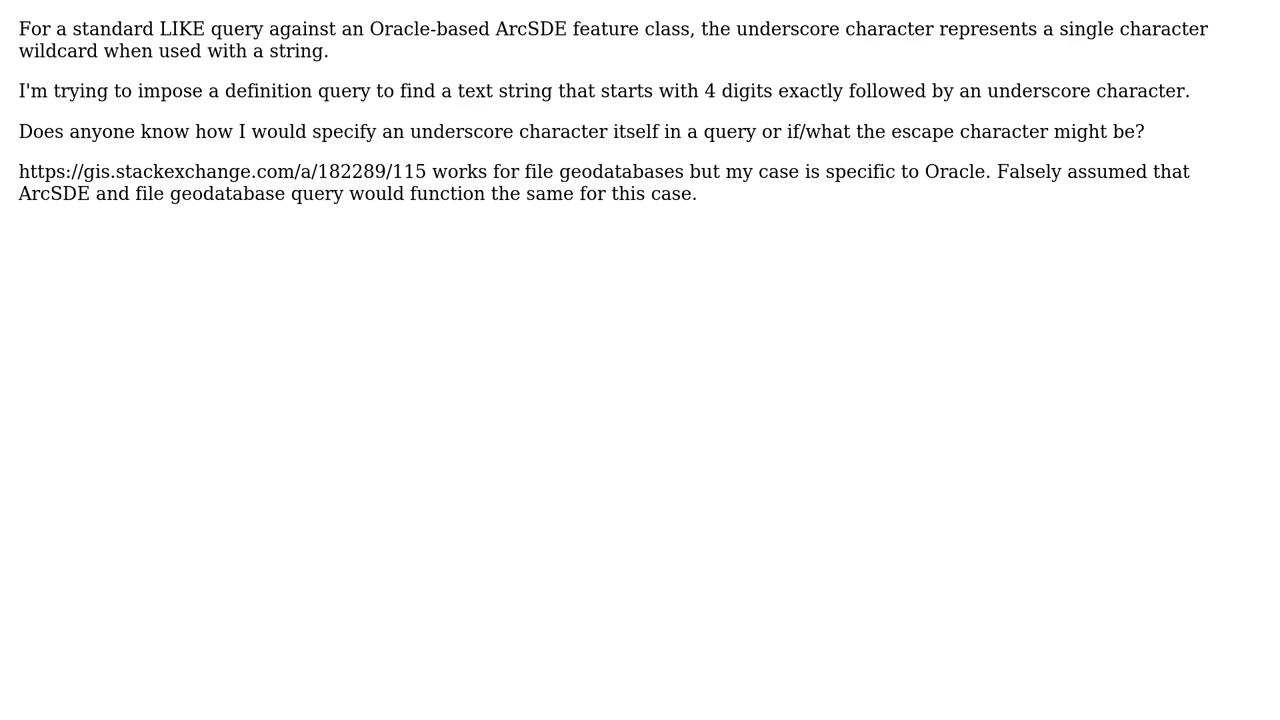 For a standard LIKE query against an Oracle-based ArcSDE feature class, the underscore character represents a single character
wildcard when used with a string.
I'm trying to impose a definition query to find a text string that starts with 4 digits exactly followed by an underscore character.
Does anyone know how I would specify an underscore character itself in a query or if/what the escape character might be?
https://gis.stackexchange.com/a/182289/115 works for file geodatabases but my case is specific to Oracle. Falsely assumed that
ArcSDE and file geodatabase query would function the same for this case.